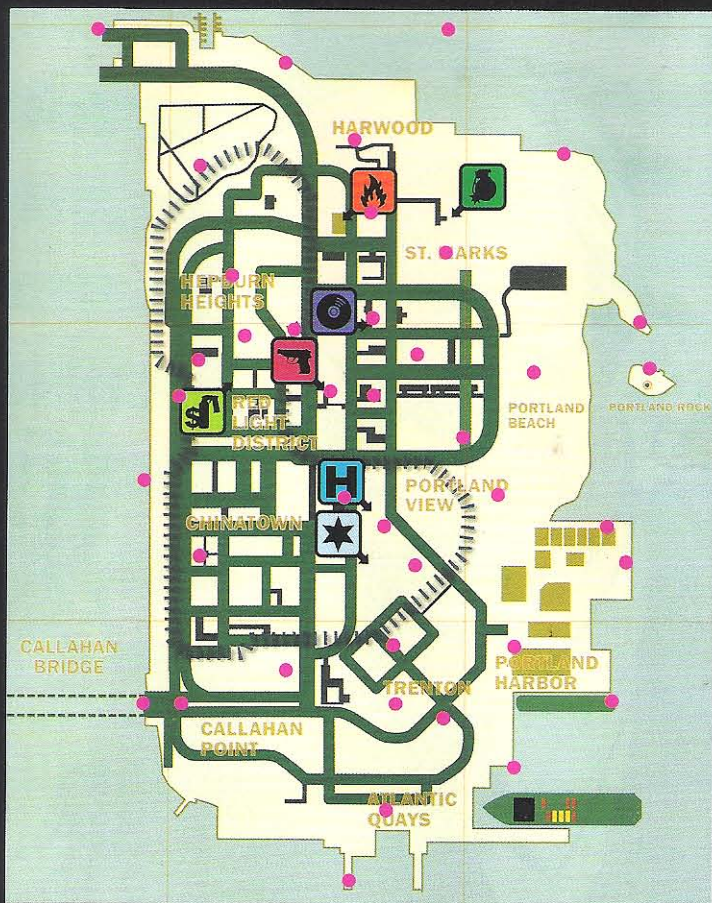 HARWOOD
ST. MARKS
HEPBURN
HEIGHTS
RED
LIGHT
DISTRICT
PORTLAND
BEACH
PORTLAND ROCK
H
PORTLAND
VIEW
CHINATOWN
CALLAHAN
BRIDGE
PORTLAND
HARBOR
TRENTON
CALLAHAN
POINT
ATLANTIC
QUAYS